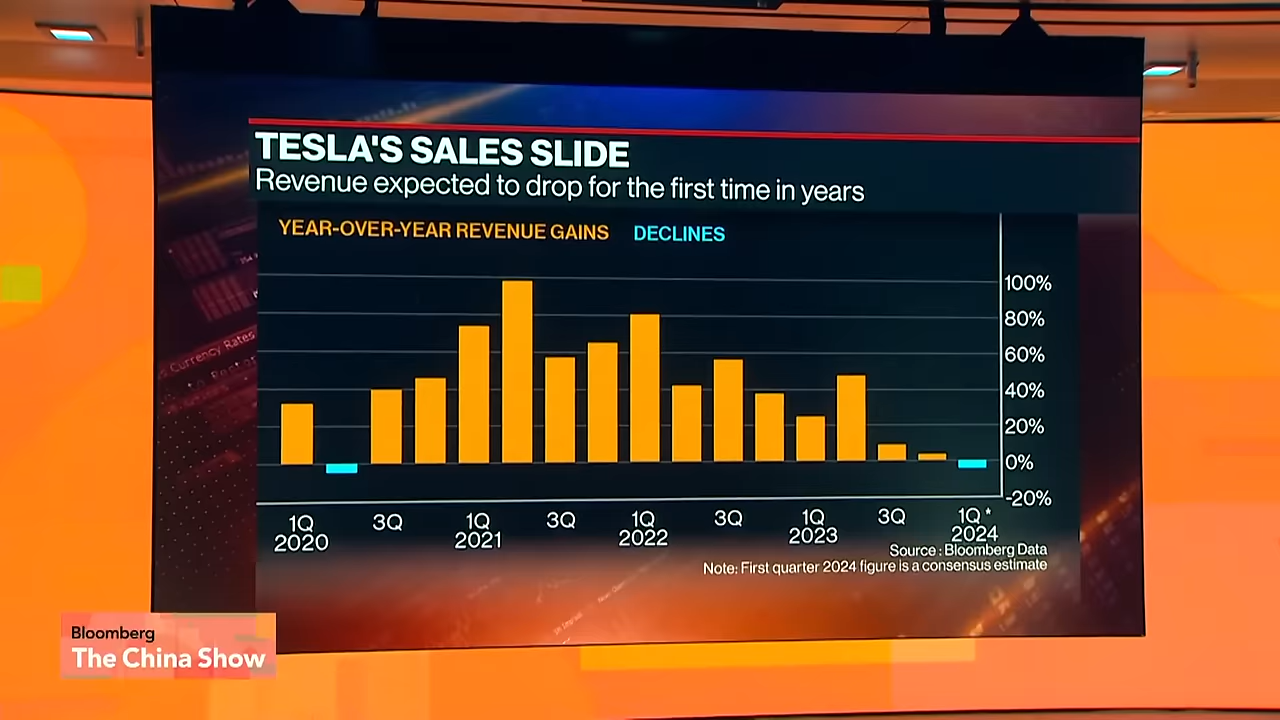 TESLA'S SALES SLIDE
Revenue expected to drop for the first time in years
YEAR-OVER-YEAR REVENUE GAINS DECLINES
100%
80%
60%
40%
20%
0%
-20%
1Q 3Q 1Q 3Q 1Q 3Q 1Q 3Q 1Q*
2020 2021 2022 2023 2024
Source: Bloomberg Data
Note: First quarter 2024 figure is a consensus estimate
Currency Rates
Bloomberg
The China Show